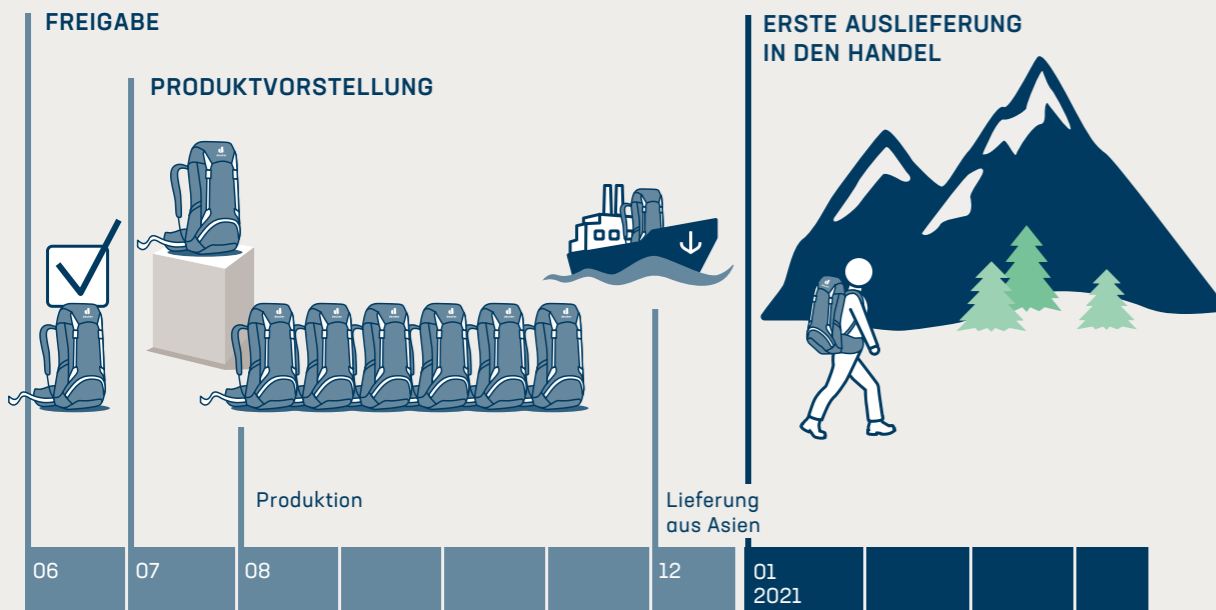 FREIGABE
PRODUKTVORSTELLUNG
ERSTE AUSLIEFERUNG
IN DEN HANDEL
Produktion
Lieferung
aus Asien
06
07
08
12
01
2021